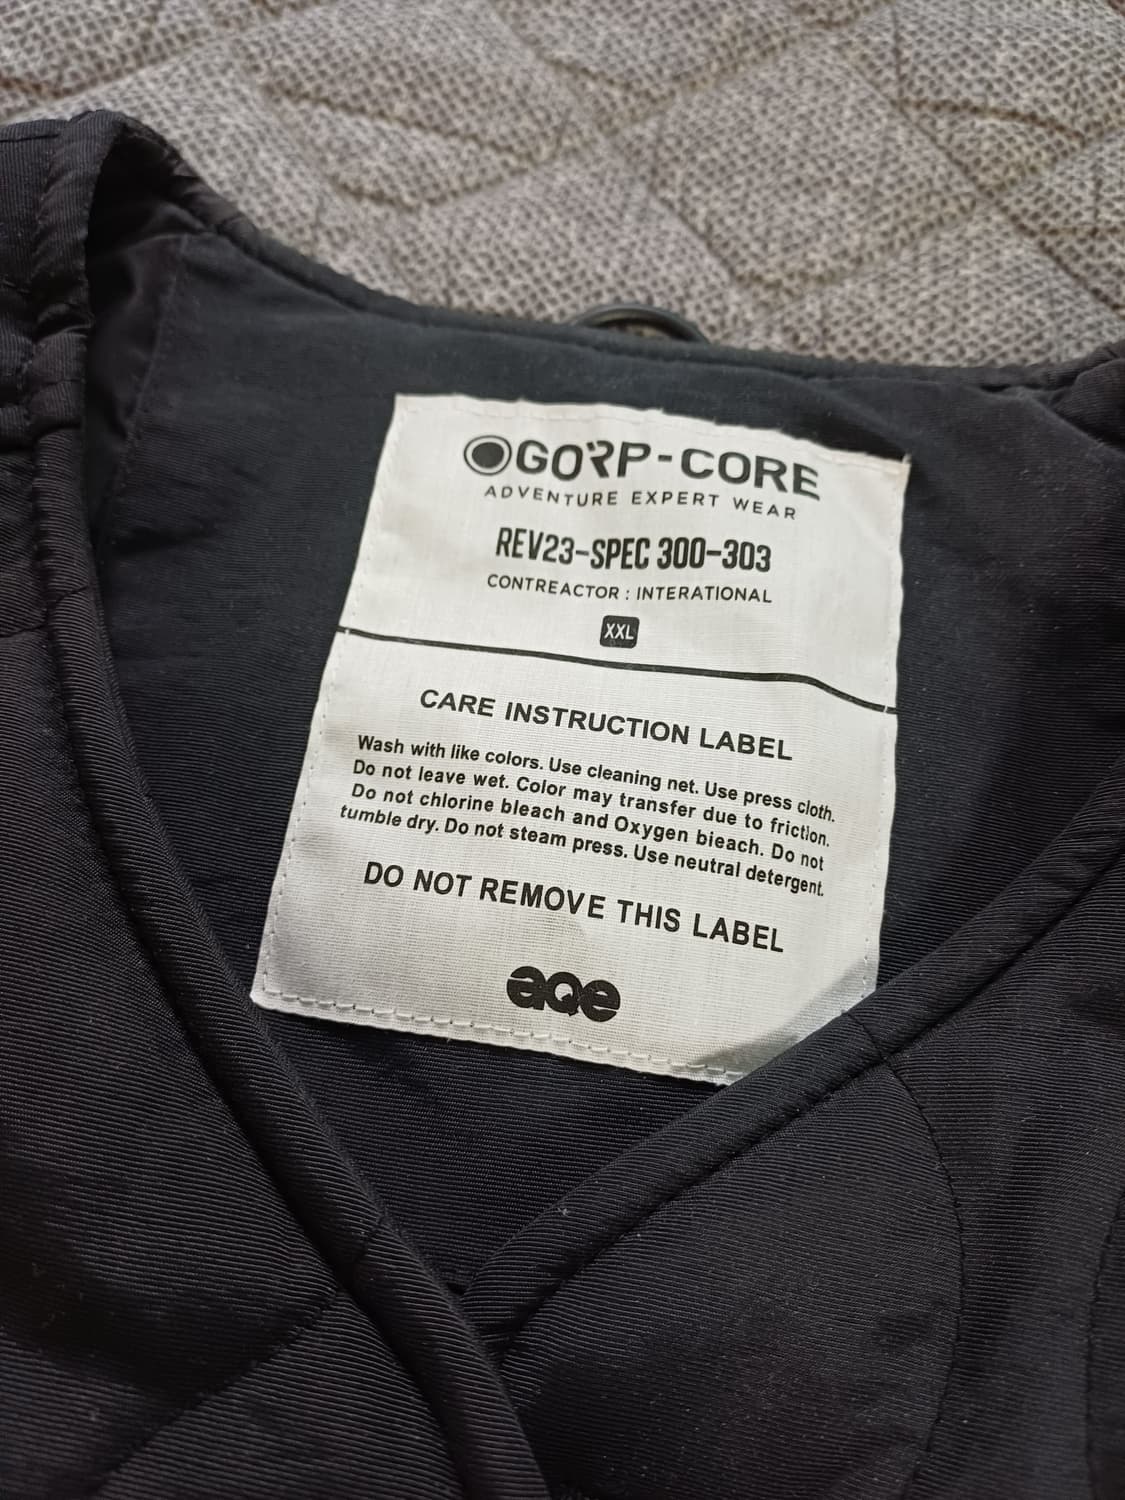 GORP-CORE
ADVENTURE EXPERT WEAR
REV23-SPEC 300-303
CONTREACTOR : INTERATIONAL
XXL
CARE INSTRUCTION LABEL
Wash with like colors. Use cleaning net. Use press cloth.
Do not leave wet. Color may transfer due to friction.
Do not chlorine bleach and Oxygen bieach. Do not
tumble dry. Do not steam press. Use neutral detergent.
DO NOT REMOVE THIS LABEL
aQe